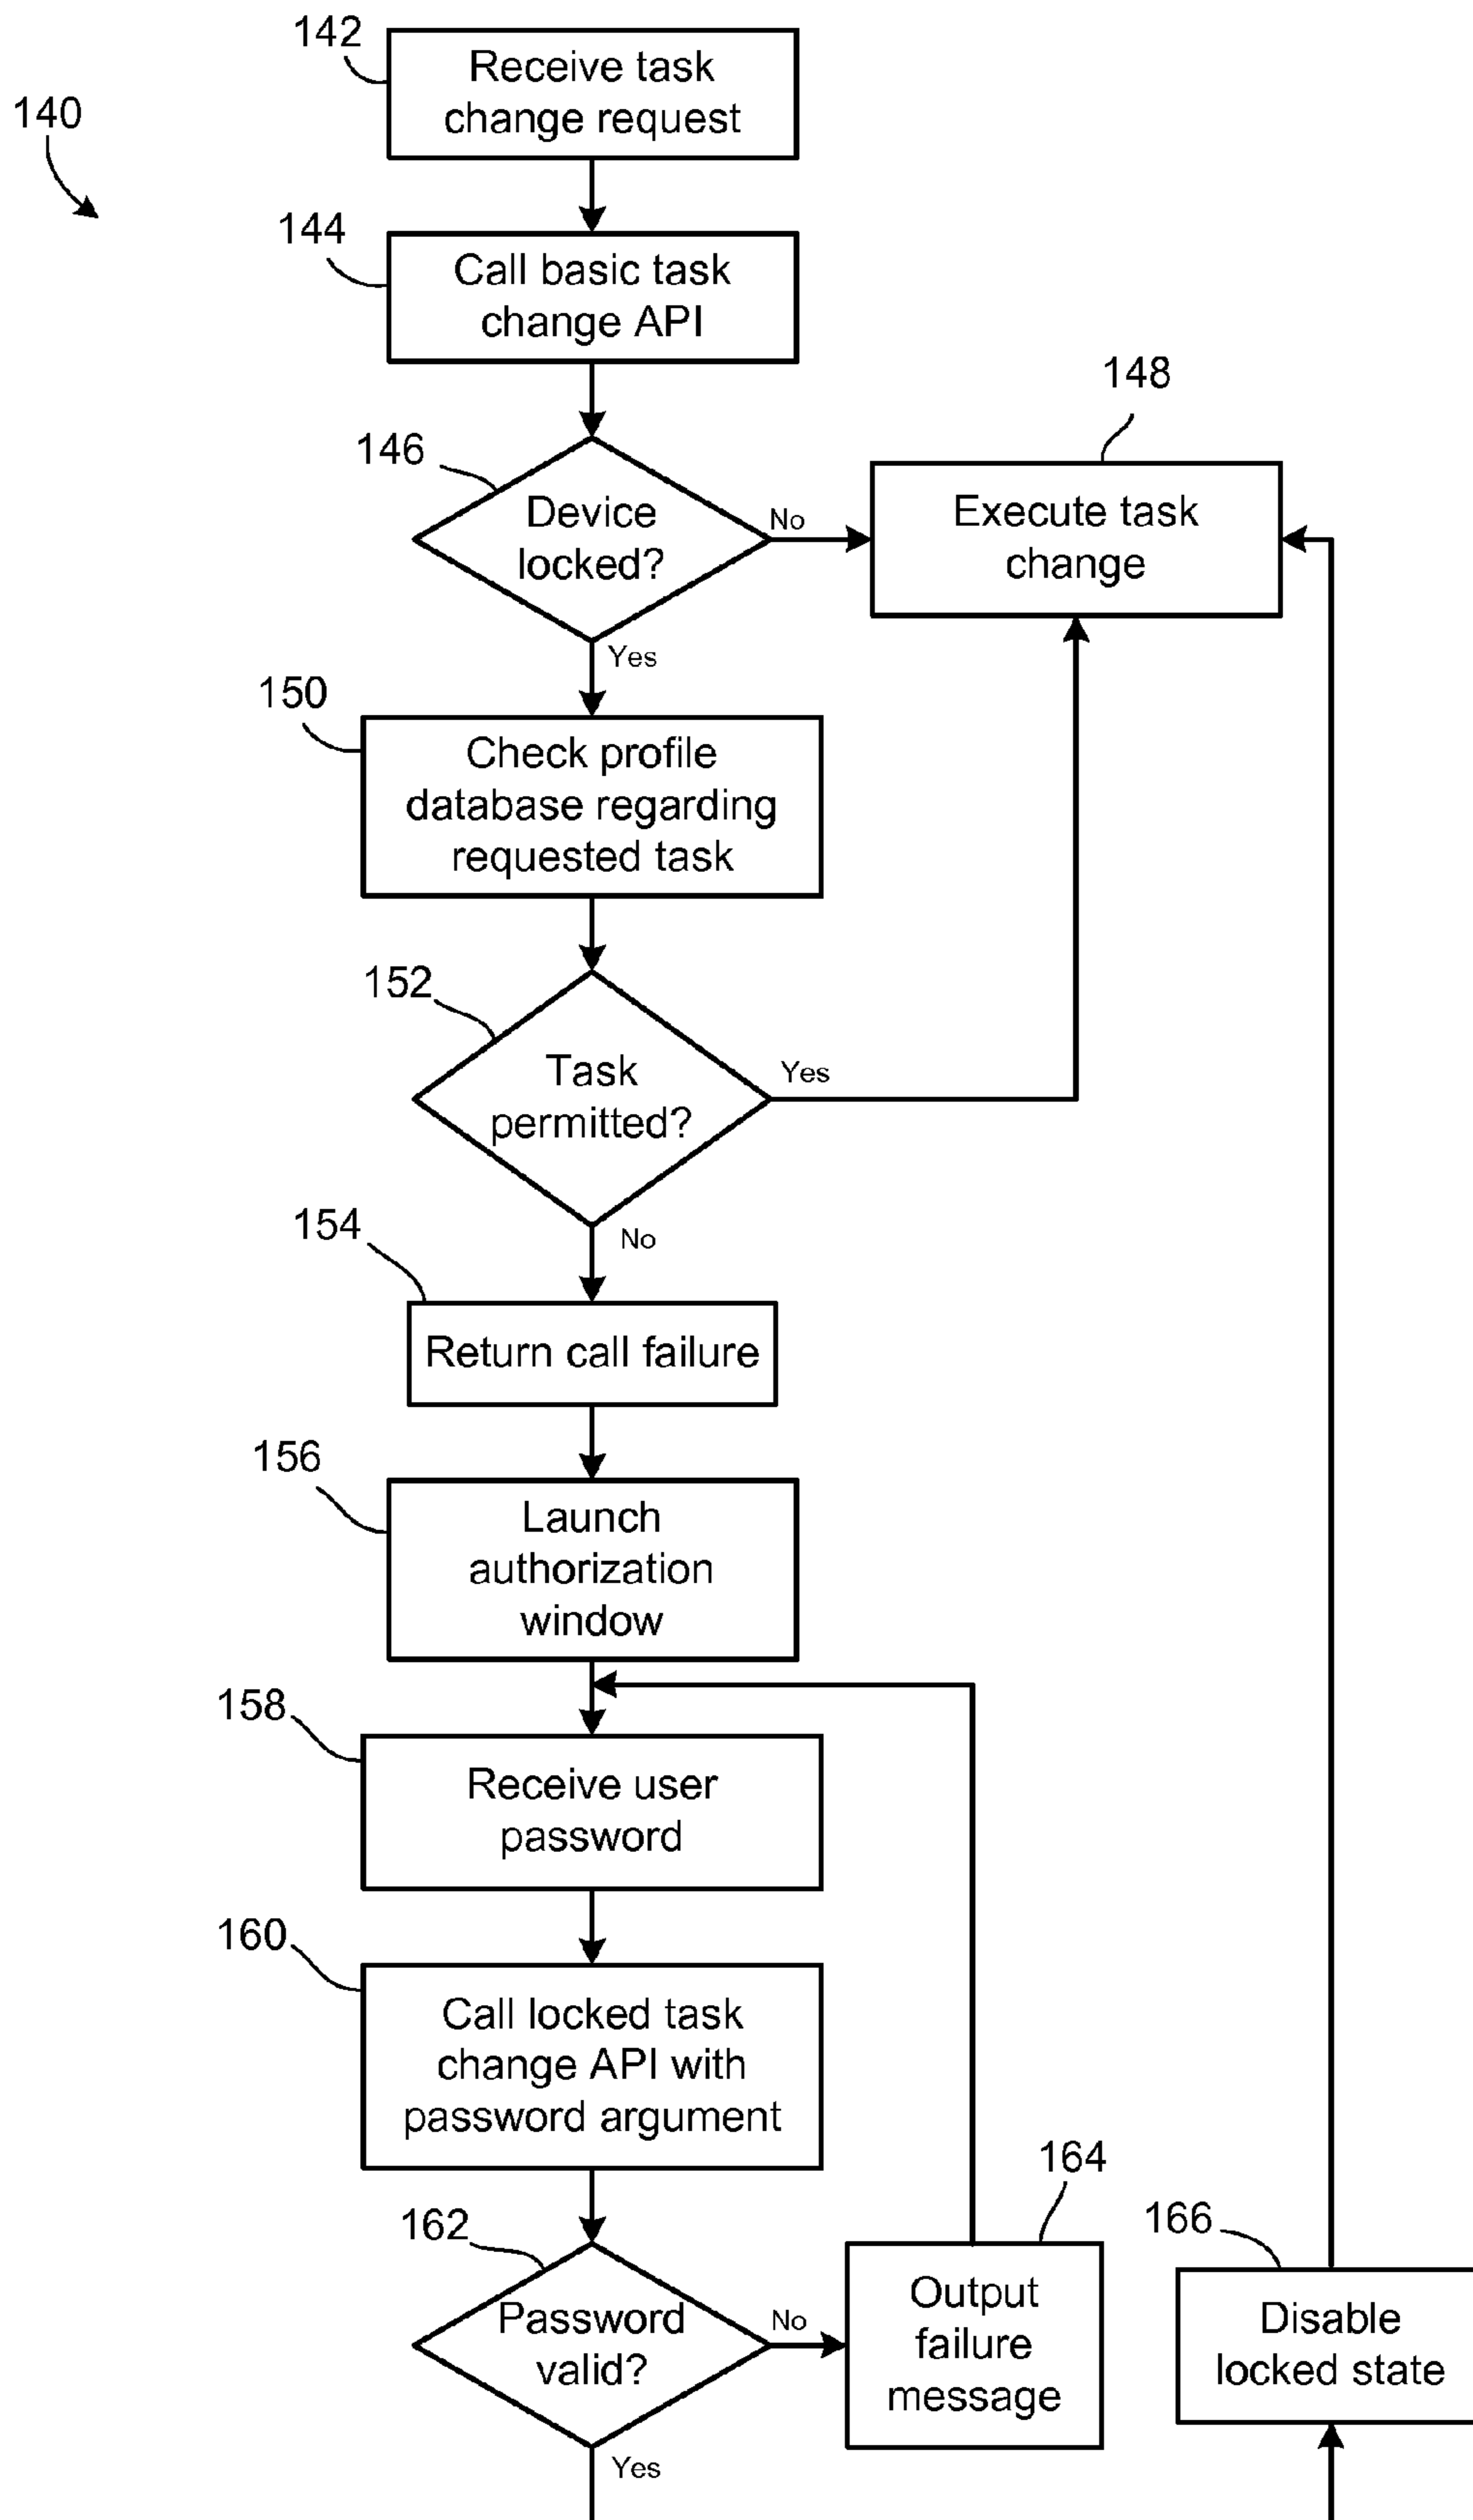 142
Receive task
change request
140
144
Call basic task
change API
148
146
Device
locked?
No
Execute task
change
Yes
150
Check profile
database regarding
requested task
152
Task
permitted?
Yes
154
No
Return call failure
156
Launch
authorization
window
158
Receive user
password
160
Call locked task
change API with
password argument
164
162
166
Password
valid?
No
Output
failure
message
Disable
locked state
Yes